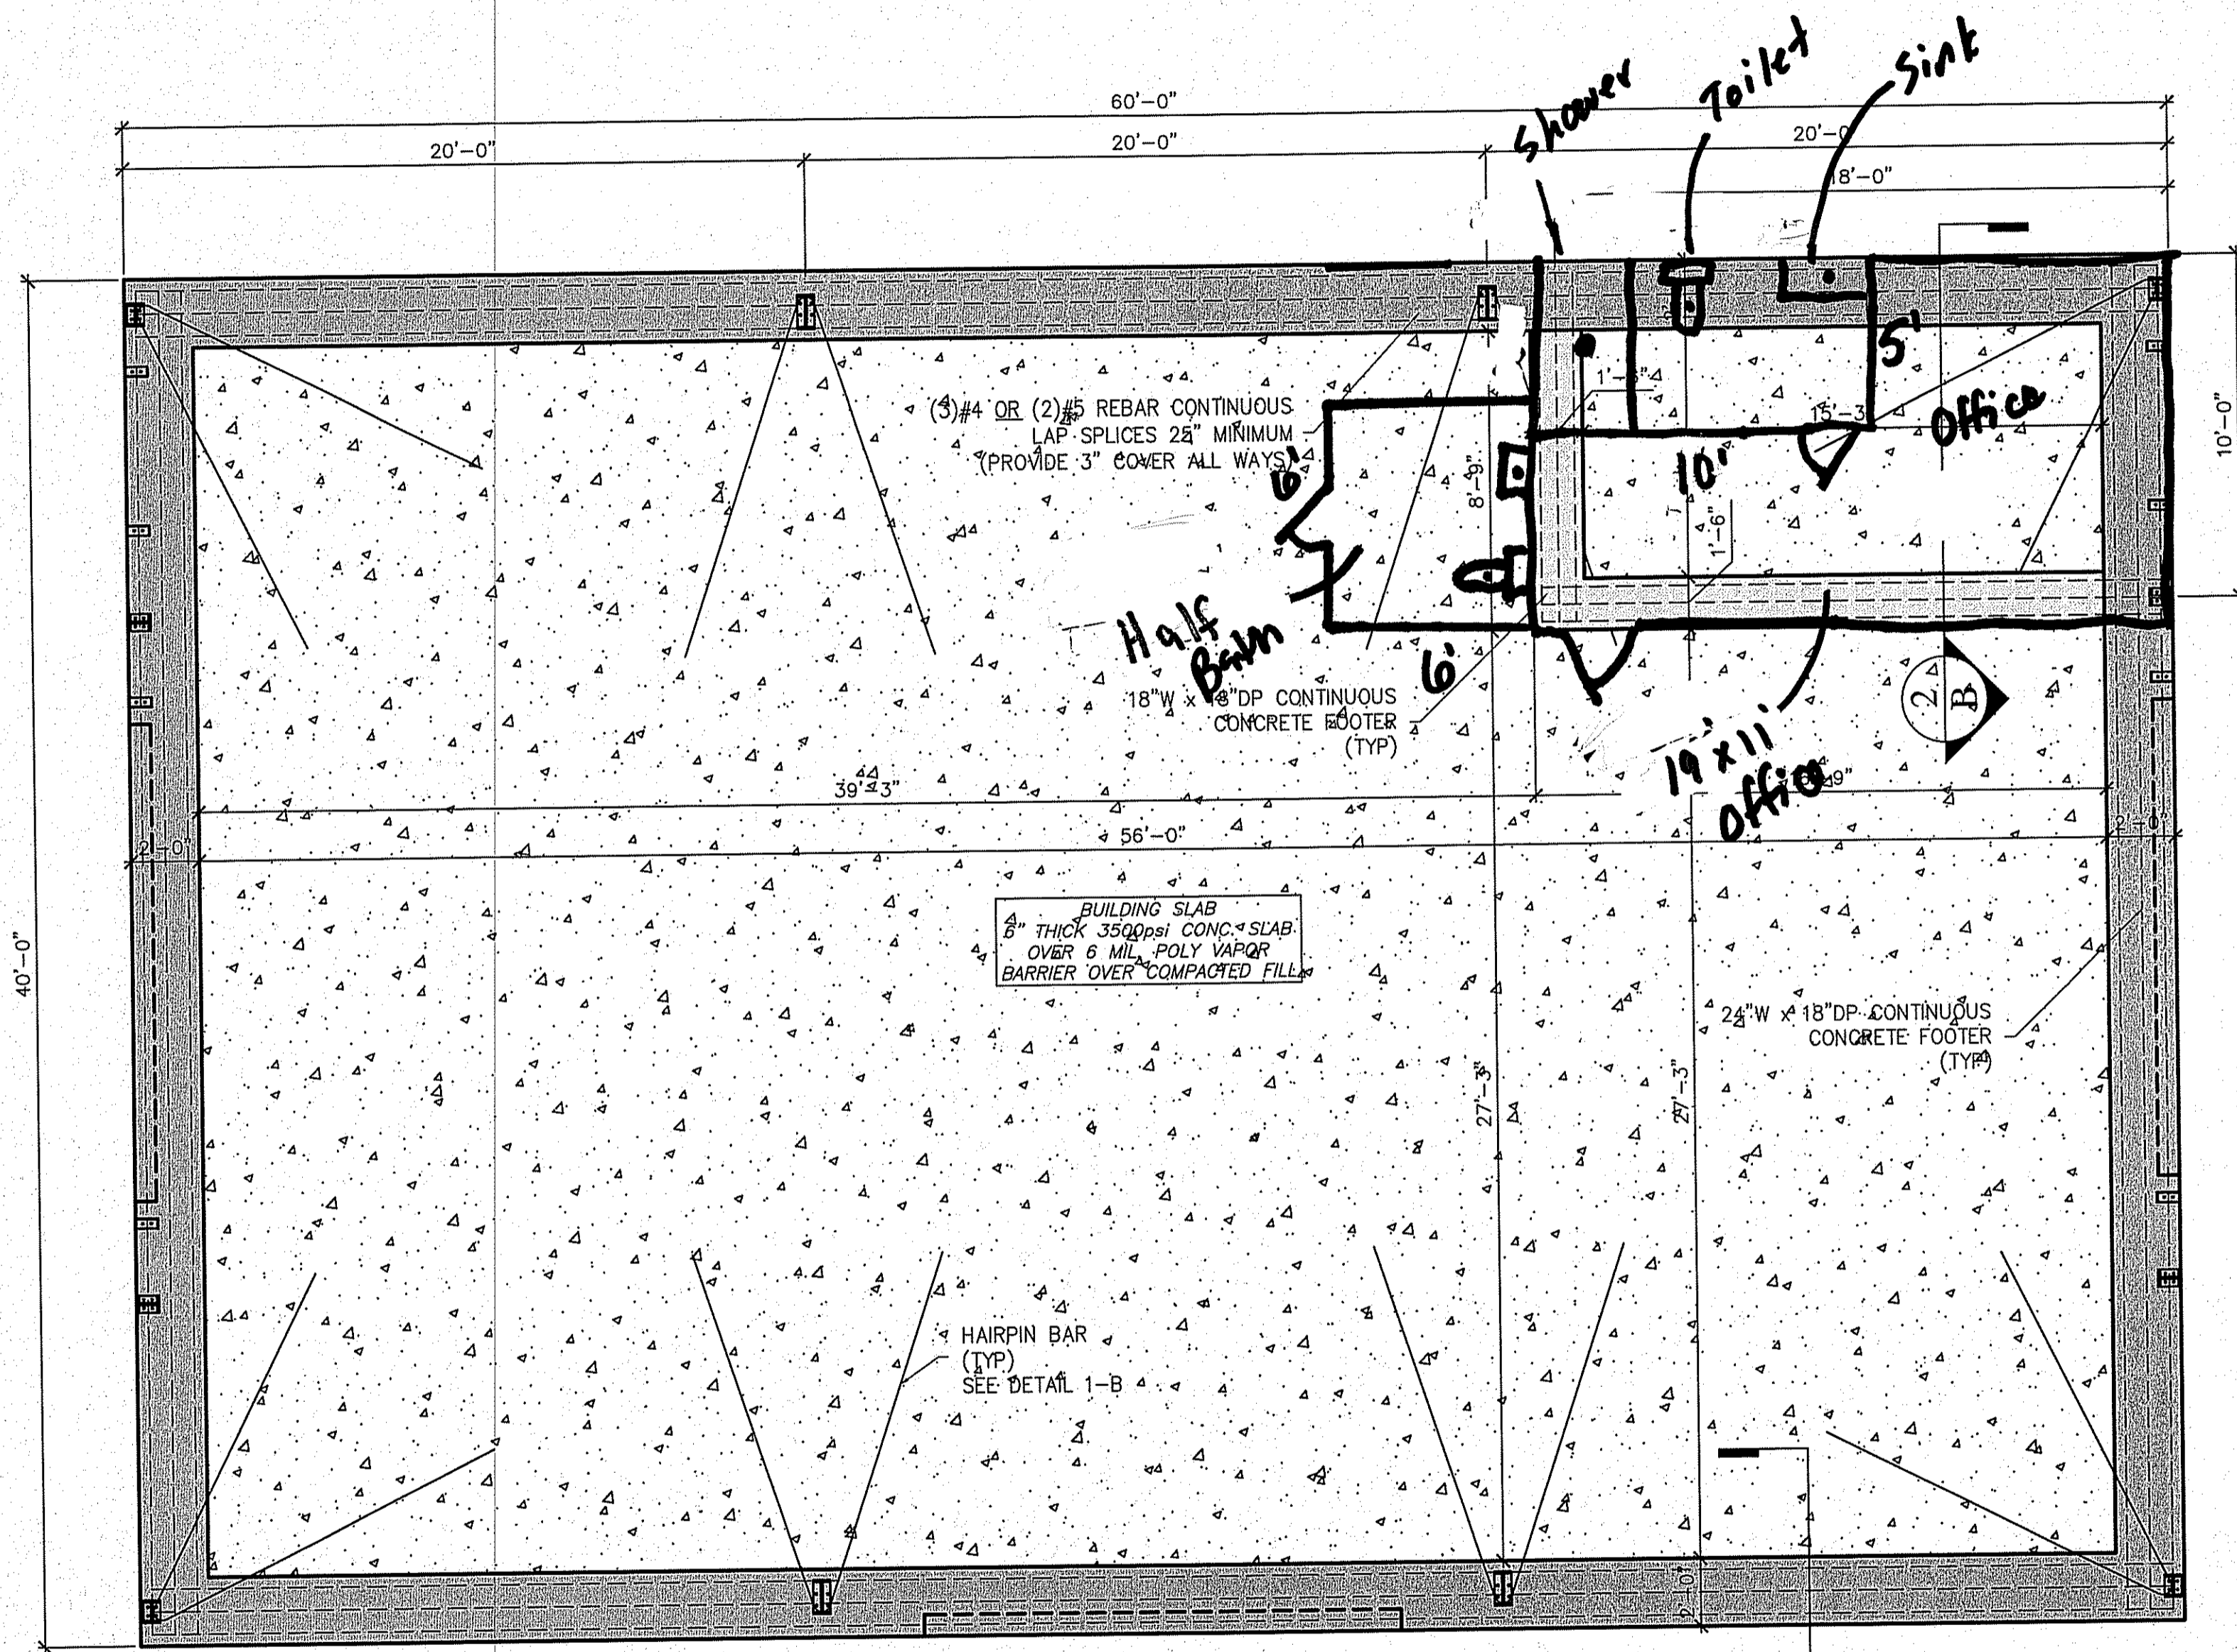 Shower
Toilet
Sink
60'-0"
20'-0"
20'-0"
20'-0"
18'-0"
(3)#4 OR (2)#5 REBAR CONTINUOUS
LAP SPLICES 25" MINIMUM
(PROVIDE 3" COVER ALL WAYS)
5'
Office
15'-3
10'-0"
10'
6'
8'-9"
1'-6"
1'-6"
Half
Bath
6'
18"W x 18"DP CONTINUOUS
CONCRETE FOOTER
(TYP)
2
B
19'x11'
Office
39'-3"
56'-0"
2'-0"
2'-0"
40'-0"
BUILDING SLAB
6" THICK 3500psi CONC. SLAB
OVER 6 MIL. POLY VAPOR
BARRIER OVER COMPACTED FILL
24"W x 18"DP CONTINUOUS
CONCRETE FOOTER
(TYP)
27'-3"
27'-3"
HAIRPIN BAR
(TYP)
SEE DETAIL 1-B
2'-0"